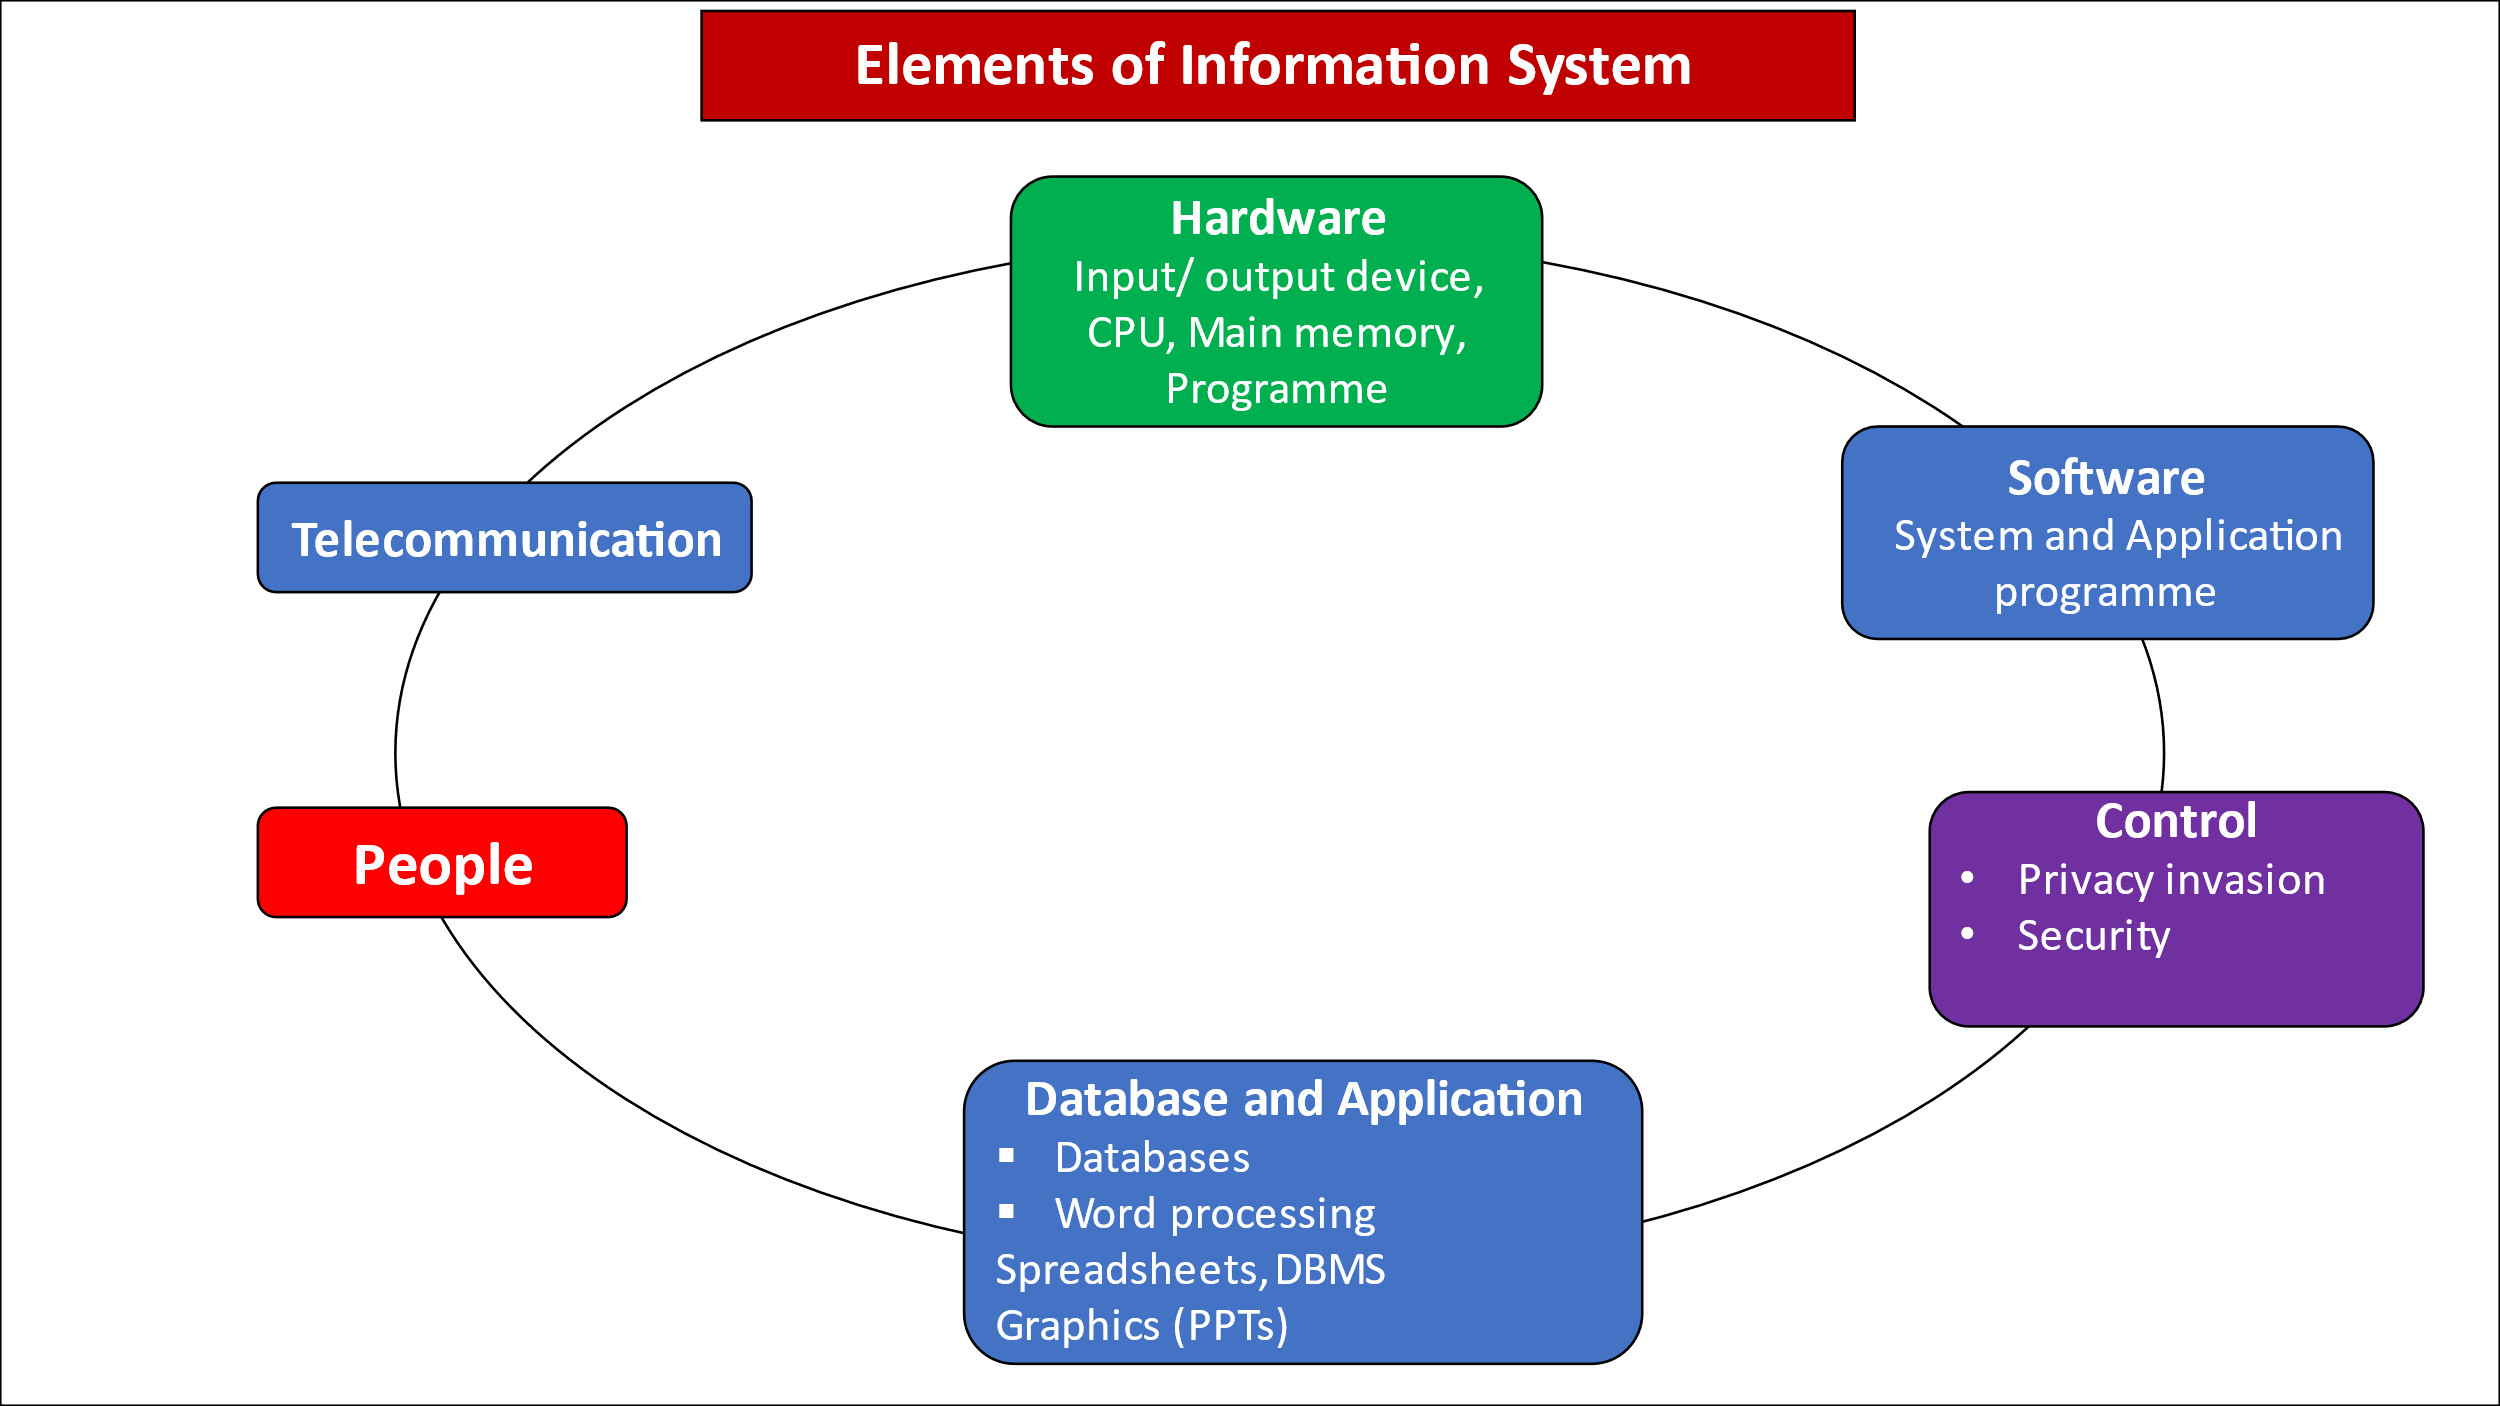 Elements of Information System
Hardware
Input/ output device,
CPU, Main memory,
Programme
Software
System and Application
programme
Telecommunication
Control
• Privacy invasion
• Security
People
Database and Application
▪ Databases
▪ Word processing
Spreadsheets, DBMS
Graphics (PPTs)